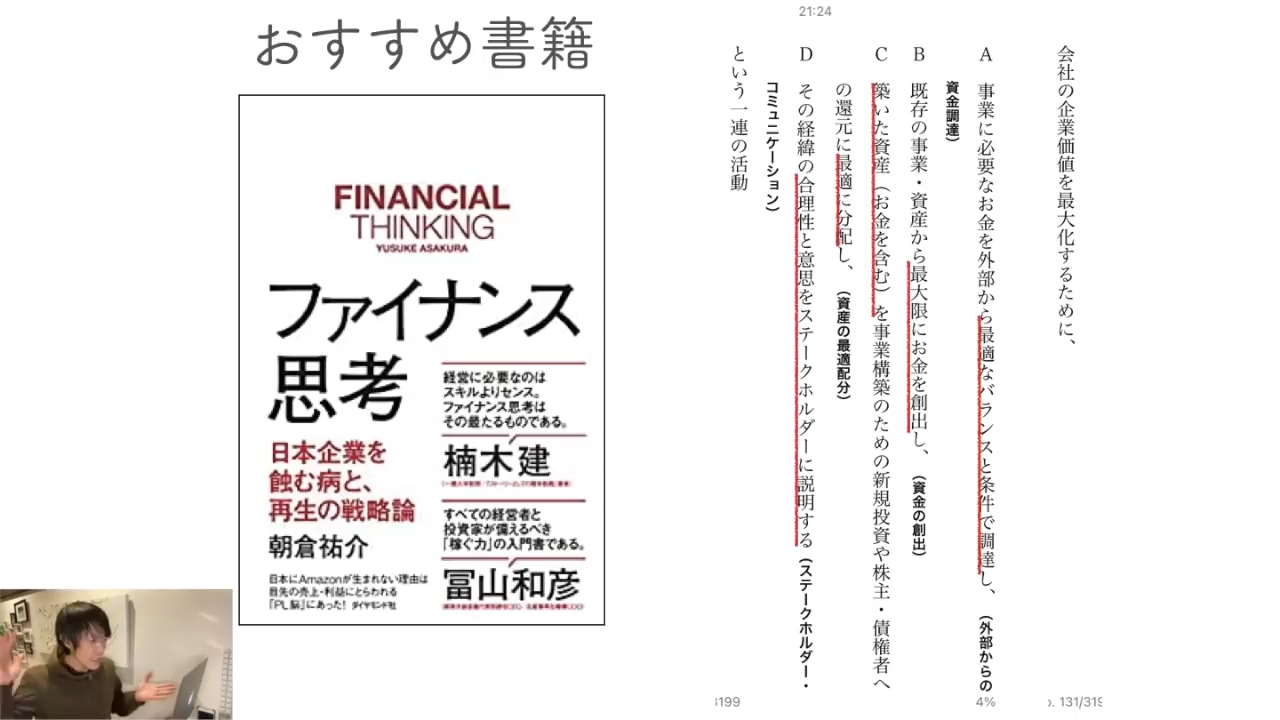 おすすめ書籍
FINANCIAL
THINKING
YUSUKE ASAKURA
ファイナンス
思考
日本企業を
蝕む病と、
再生の戦略論
朝倉祐介
日本にAmazonが生まれない理由は
目先の売上・利益にとらわれる
「PL脳」にあった! ダイヤモンド社
経営に必要なのは
スキルよりセンス。
ファイナンス思考は
その最たるものである。
楠木建
すべての経営者と
投資家が備えるべき
「稼ぐ力」の入門書である。
冨山和彦
21:24
会社の企業価値を最大化するために、
A 事業に必要なお金を外部から最適なバランスと条件で調達し、(外部からの
資金調達)
B 既存の事業・資産から最大限にお金を創出し、(資金の創出)
C 築いた資産(お金を含む)を事業構築のための新規投資や株主・債権者へ
の還元に最適に分配し、(資産の最適配分)
D その経緯の合理性と意思をステークホルダーに説明する(ステークホルダー・
コミュニケーション)
という一連の活動
4%
131/319